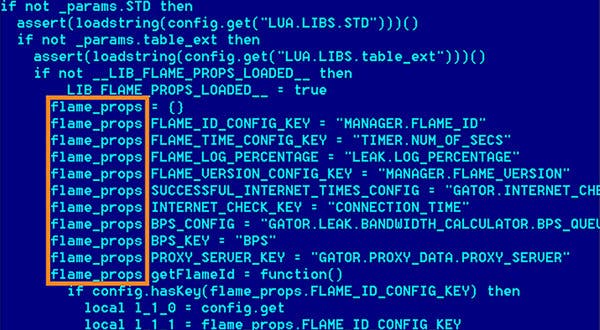 if not _params.STD then
assert(loadstring(config.get("LUA.LIBS.STD")))()
if not _params.table_ext then
assert(loadstring(config.get("LUA.LIBS.table_ext")))()
if not __LIB_FLAME_PROPS_LOADED__ then
LIB_FLAME_PROPS_LOADED__ = true
flame_props = {}
flame_props FLAME_ID_CONFIG_KEY = "MANAGER.FLAME_ID"
flame_props FLAME_TIME_CONFIG_KEY = "TIMER.NUM_OF_SECS"
flame_props FLAME_LOG_PERCENTAGE = "LEAK.LOG_PERCENTAGE"
flame_props FLAME_VERSION_CONFIG_KEY = "MANAGER.FLAME_VERSION"
flame_props SUCCESSFUL_INTERNET_TIMES_CONFIG = "GATOR.INTERNET_CHE
flame_props INTERNET_CHECK_KEY = "CONNECTION_TIME"
flame_props BPS_CONFIG = "GATOR.LEAK.BANDWIDTH_CALCULATOR.BPS_QUEU
flame_props BPS_KEY = "BPS"
flame_props PROXY_SERVER_KEY = "GATOR.PROXY_DATA.PROXY_SERVER"
flame_props getFlameId = function()
if config.hasKey(flame_props.FLAME_ID_CONFIG_KEY) then
local l_1_0 = config.get
local l_1_1 = flame_props.FLAME_ID_CONFIG_KEY